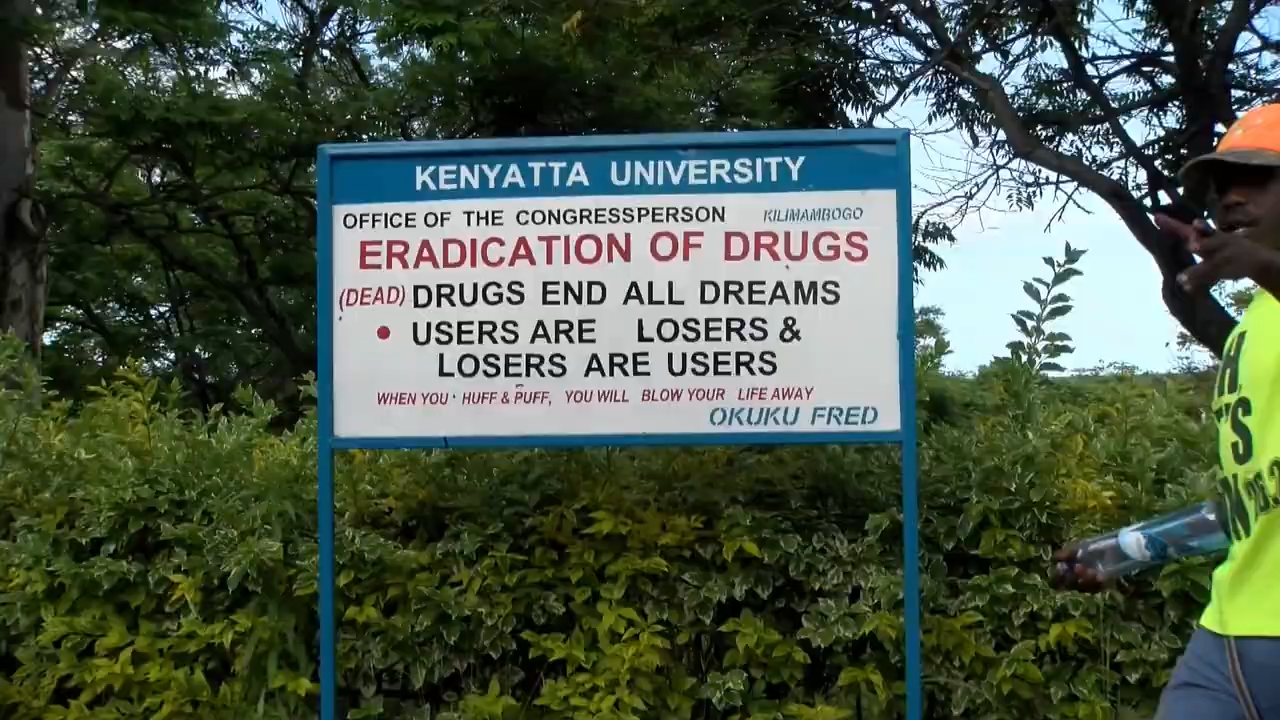 KENYATTA UNIVERSITY
OFFICE OF THE CONGRESSPERSON KILIMAMBOGO
ERADICATION OF DRUGS
(DEAD) DRUGS END ALL DREAMS
• USERS ARE LOSERS &
LOSERS ARE USERS
WHEN YOU HUFF & PUFF, YOU WILL BLOW YOUR LIFE AWAY
OKUKU FRED